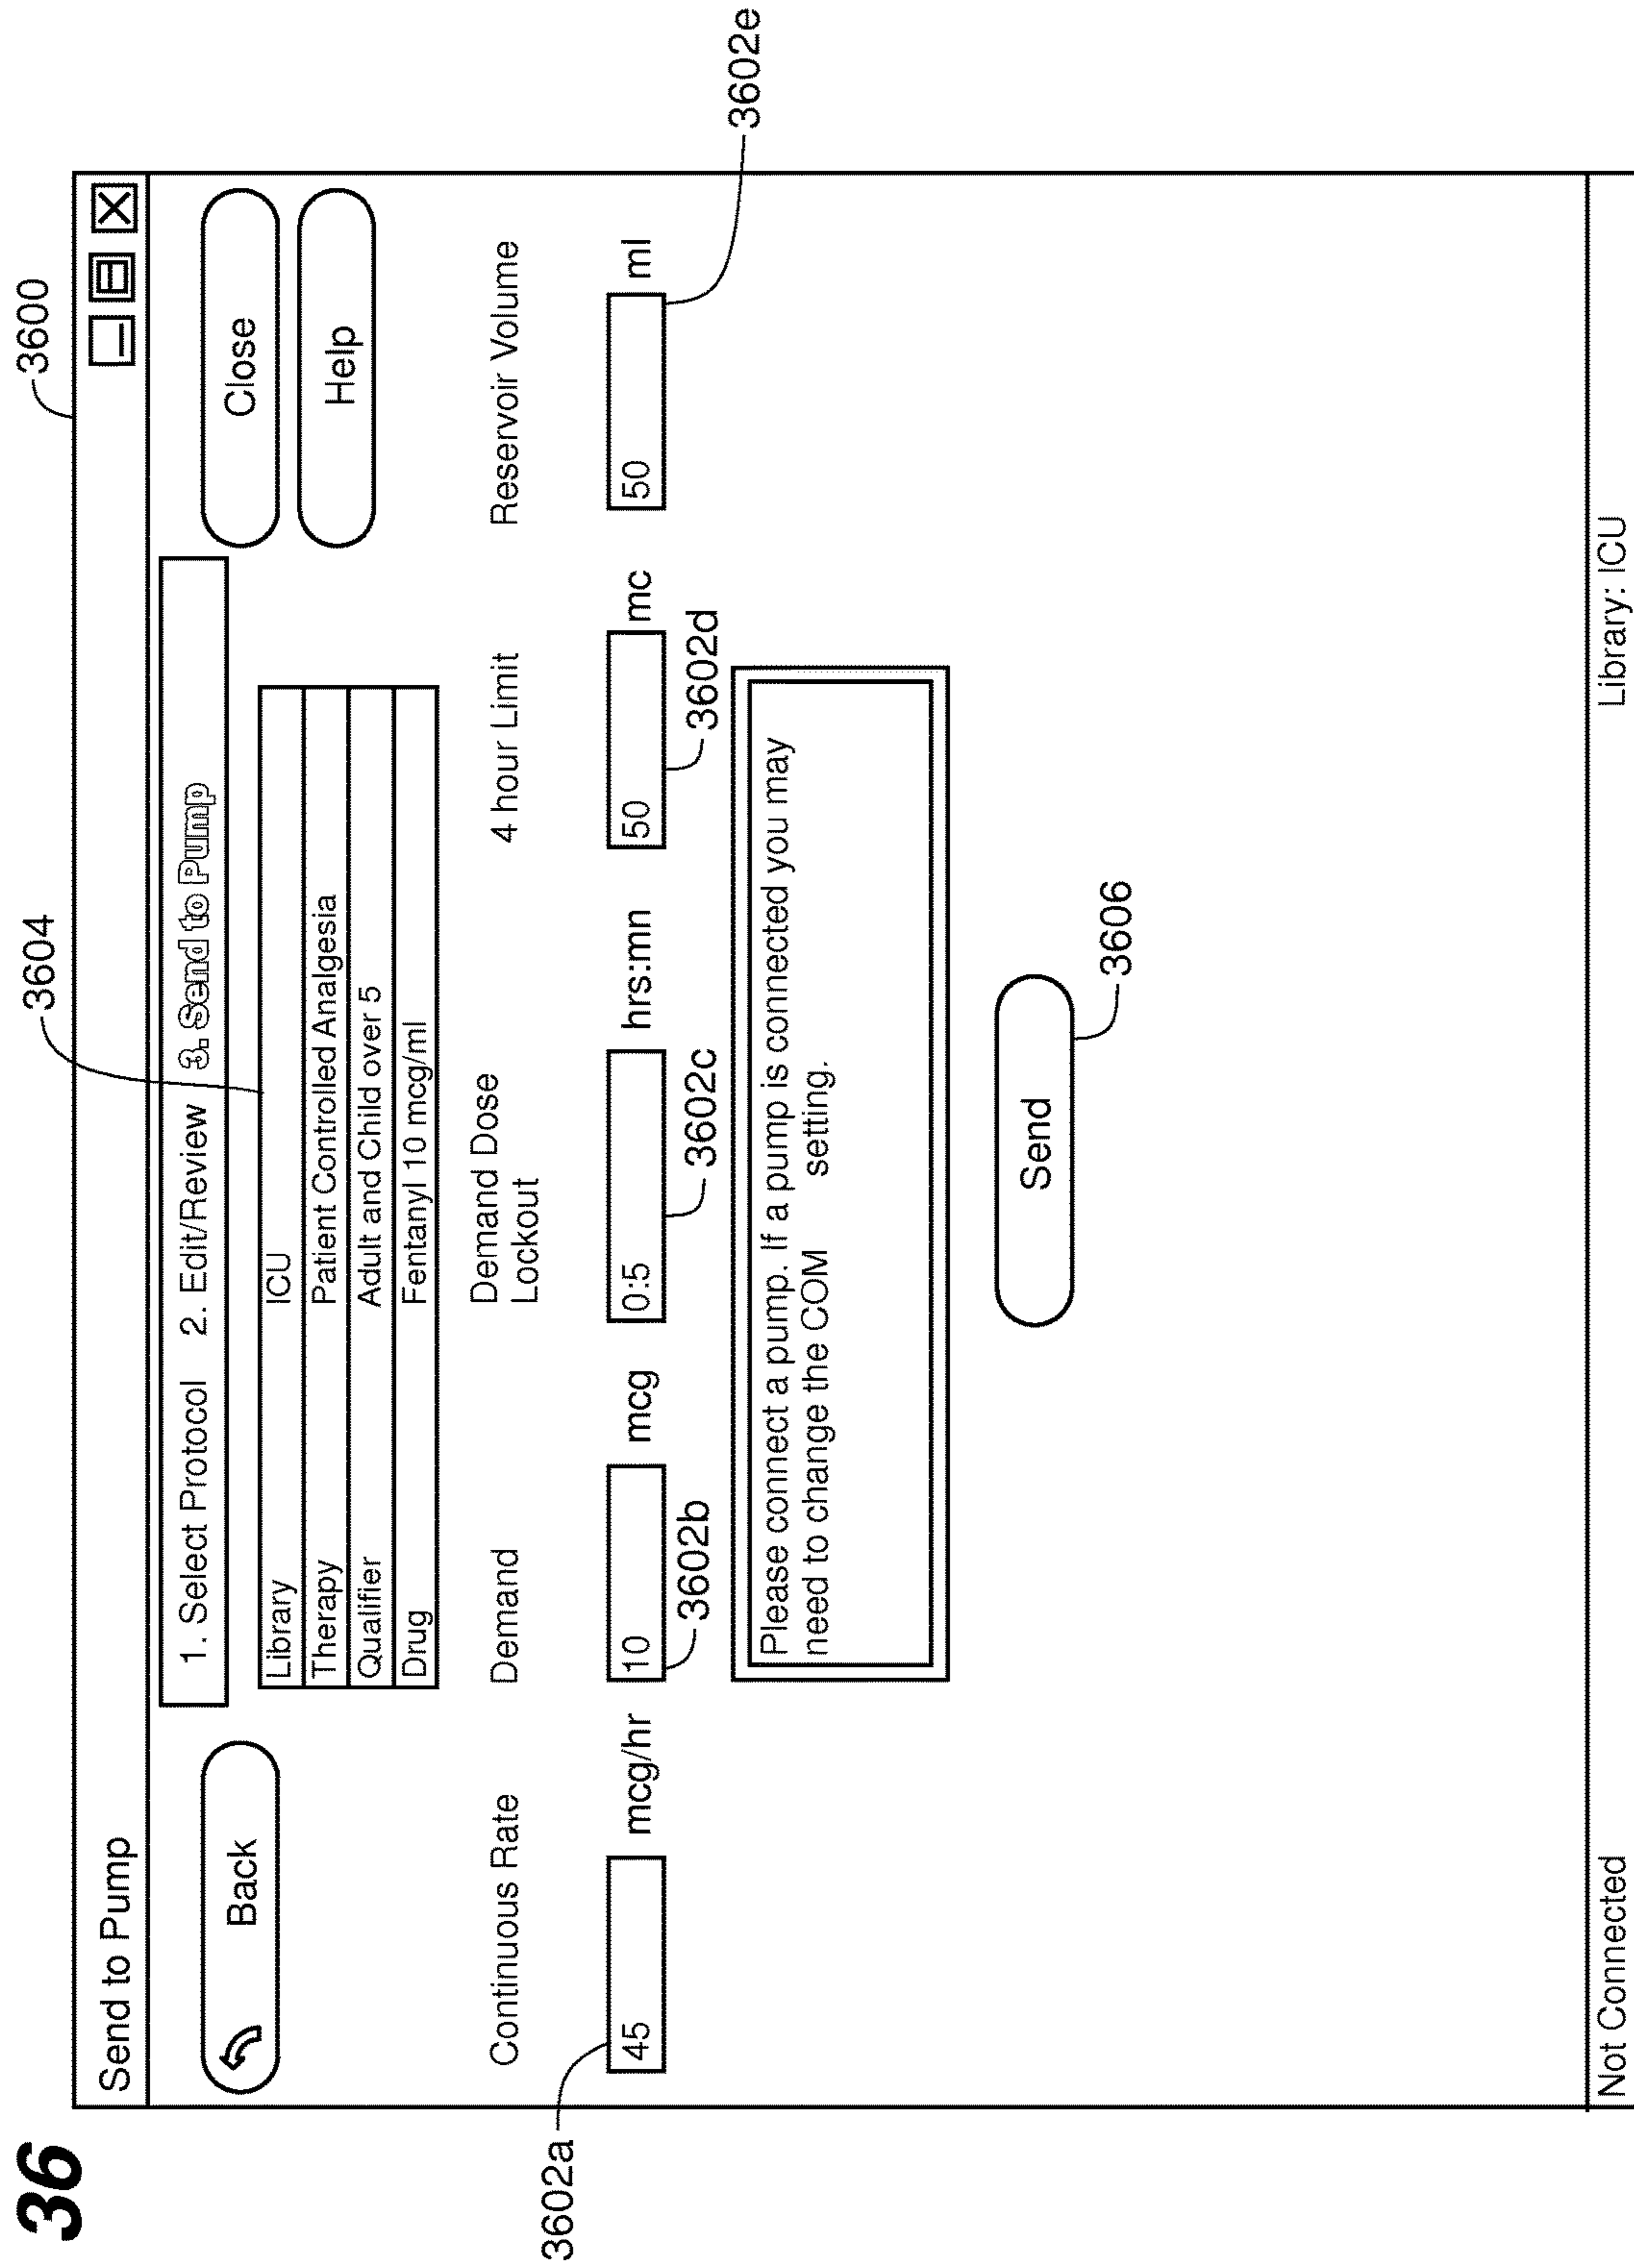 36
3600
Send to Pump
Back
1. Select Protocol 2. Edit/Review 3. Send to Pump
Close
Help
3604
Library ICU
Therapy Patient Controlled Analgesia
Qualifier Adult and Child over 5
Drug Fentanyl 10 mcg/ml
Continuous Rate
Demand
Demand Dose
Lockout
4 hour Limit
Reservoir Volume
45 mcg/hr
10 mcg
0:5 hrs:mn
50 mc
50 ml
3602a
3602b
3602c
3602d
3602e
Please connect a pump. If a pump is connected you may
need to change the COM setting.
Send
3606
Not Connected
Library: ICU